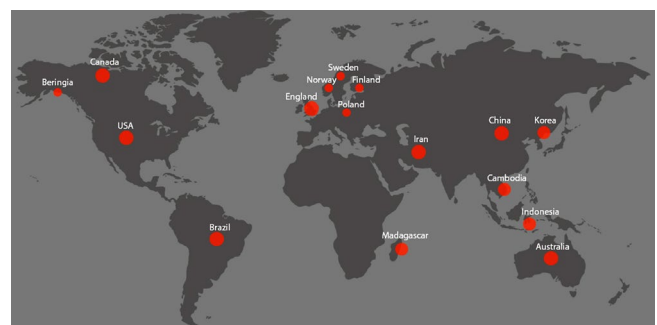 Canada
Sweden
Beringia
Norway
Finland
England
Poland
USA
China
Korea
Iran
Cambodia
Indonesia
Brazil
Madagascar
Australia